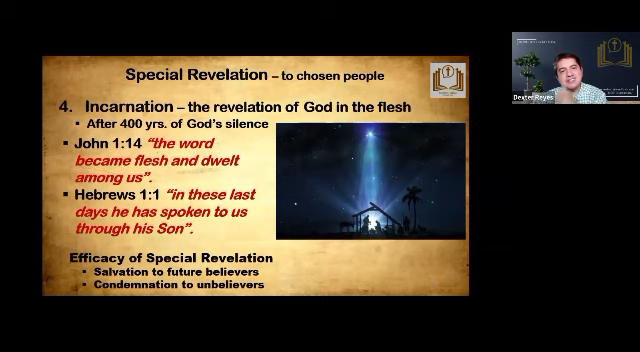 Special Revelation – to chosen people
4. Incarnation – the revelation of God in the flesh
▪ After 400 yrs. of God's silence
▪ John 1:14 "the word
became flesh and dwelt
among us".
▪ Hebrews 1:1 "in these last
days he has spoken to us
through his Son".
Efficacy of Special Revelation
▪ Salvation to future believers
▪ Condemnation to unbelievers
Dexter Reyes